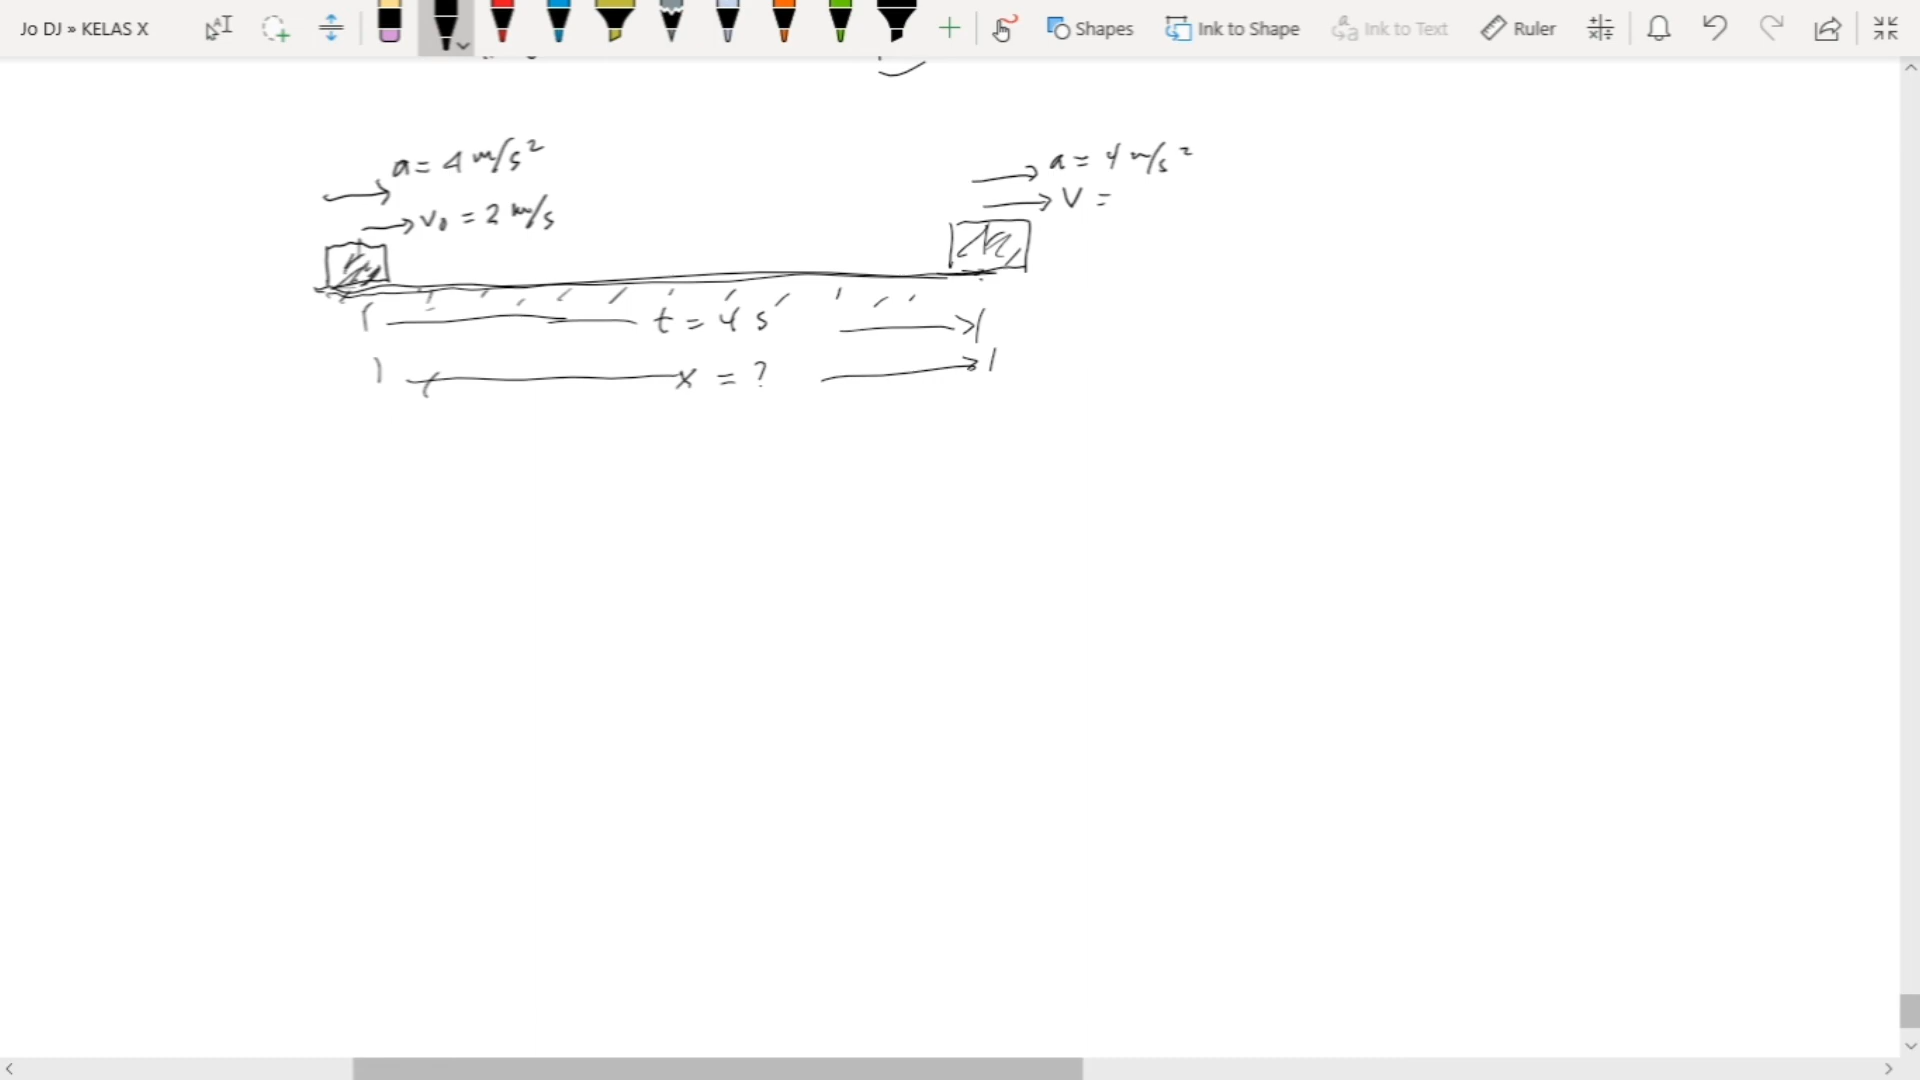 Jo DJ » KELAS X
Shapes
Ink to Shape
Ink to Text
Ruler
a = 4 m/s²
v₀ = 2 m/s
a = 4 m/s²
V =
t = 4 s
x = ?